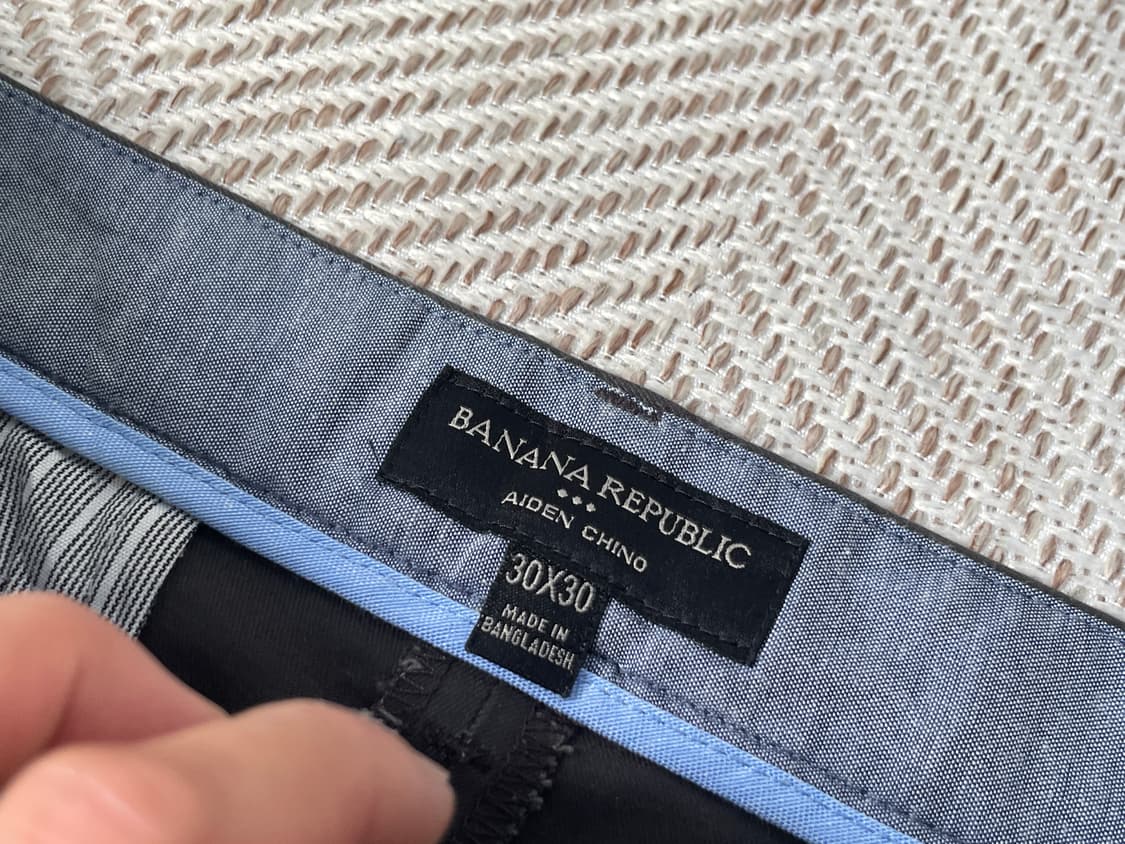 BANANA REPUBLIC
AIDEN CHINO
30X30
MADE IN
BANGLADESH